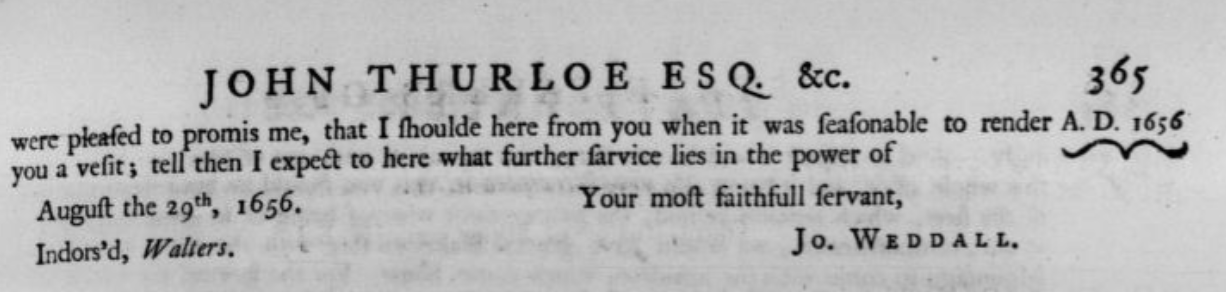 JOHN THURLOE ESQ. &c. 365
were pleaſed to promis me, that I ſhoulde here from you when it was ſeaſonable to render A. D. 1656
you a veſit; tell then I expect to here what further ſarvice lies in the power of
Auguſt the 29th, 1656. Your moſt faithfull ſervant,
Indors'd, Walters. Jo. WEDDALL.